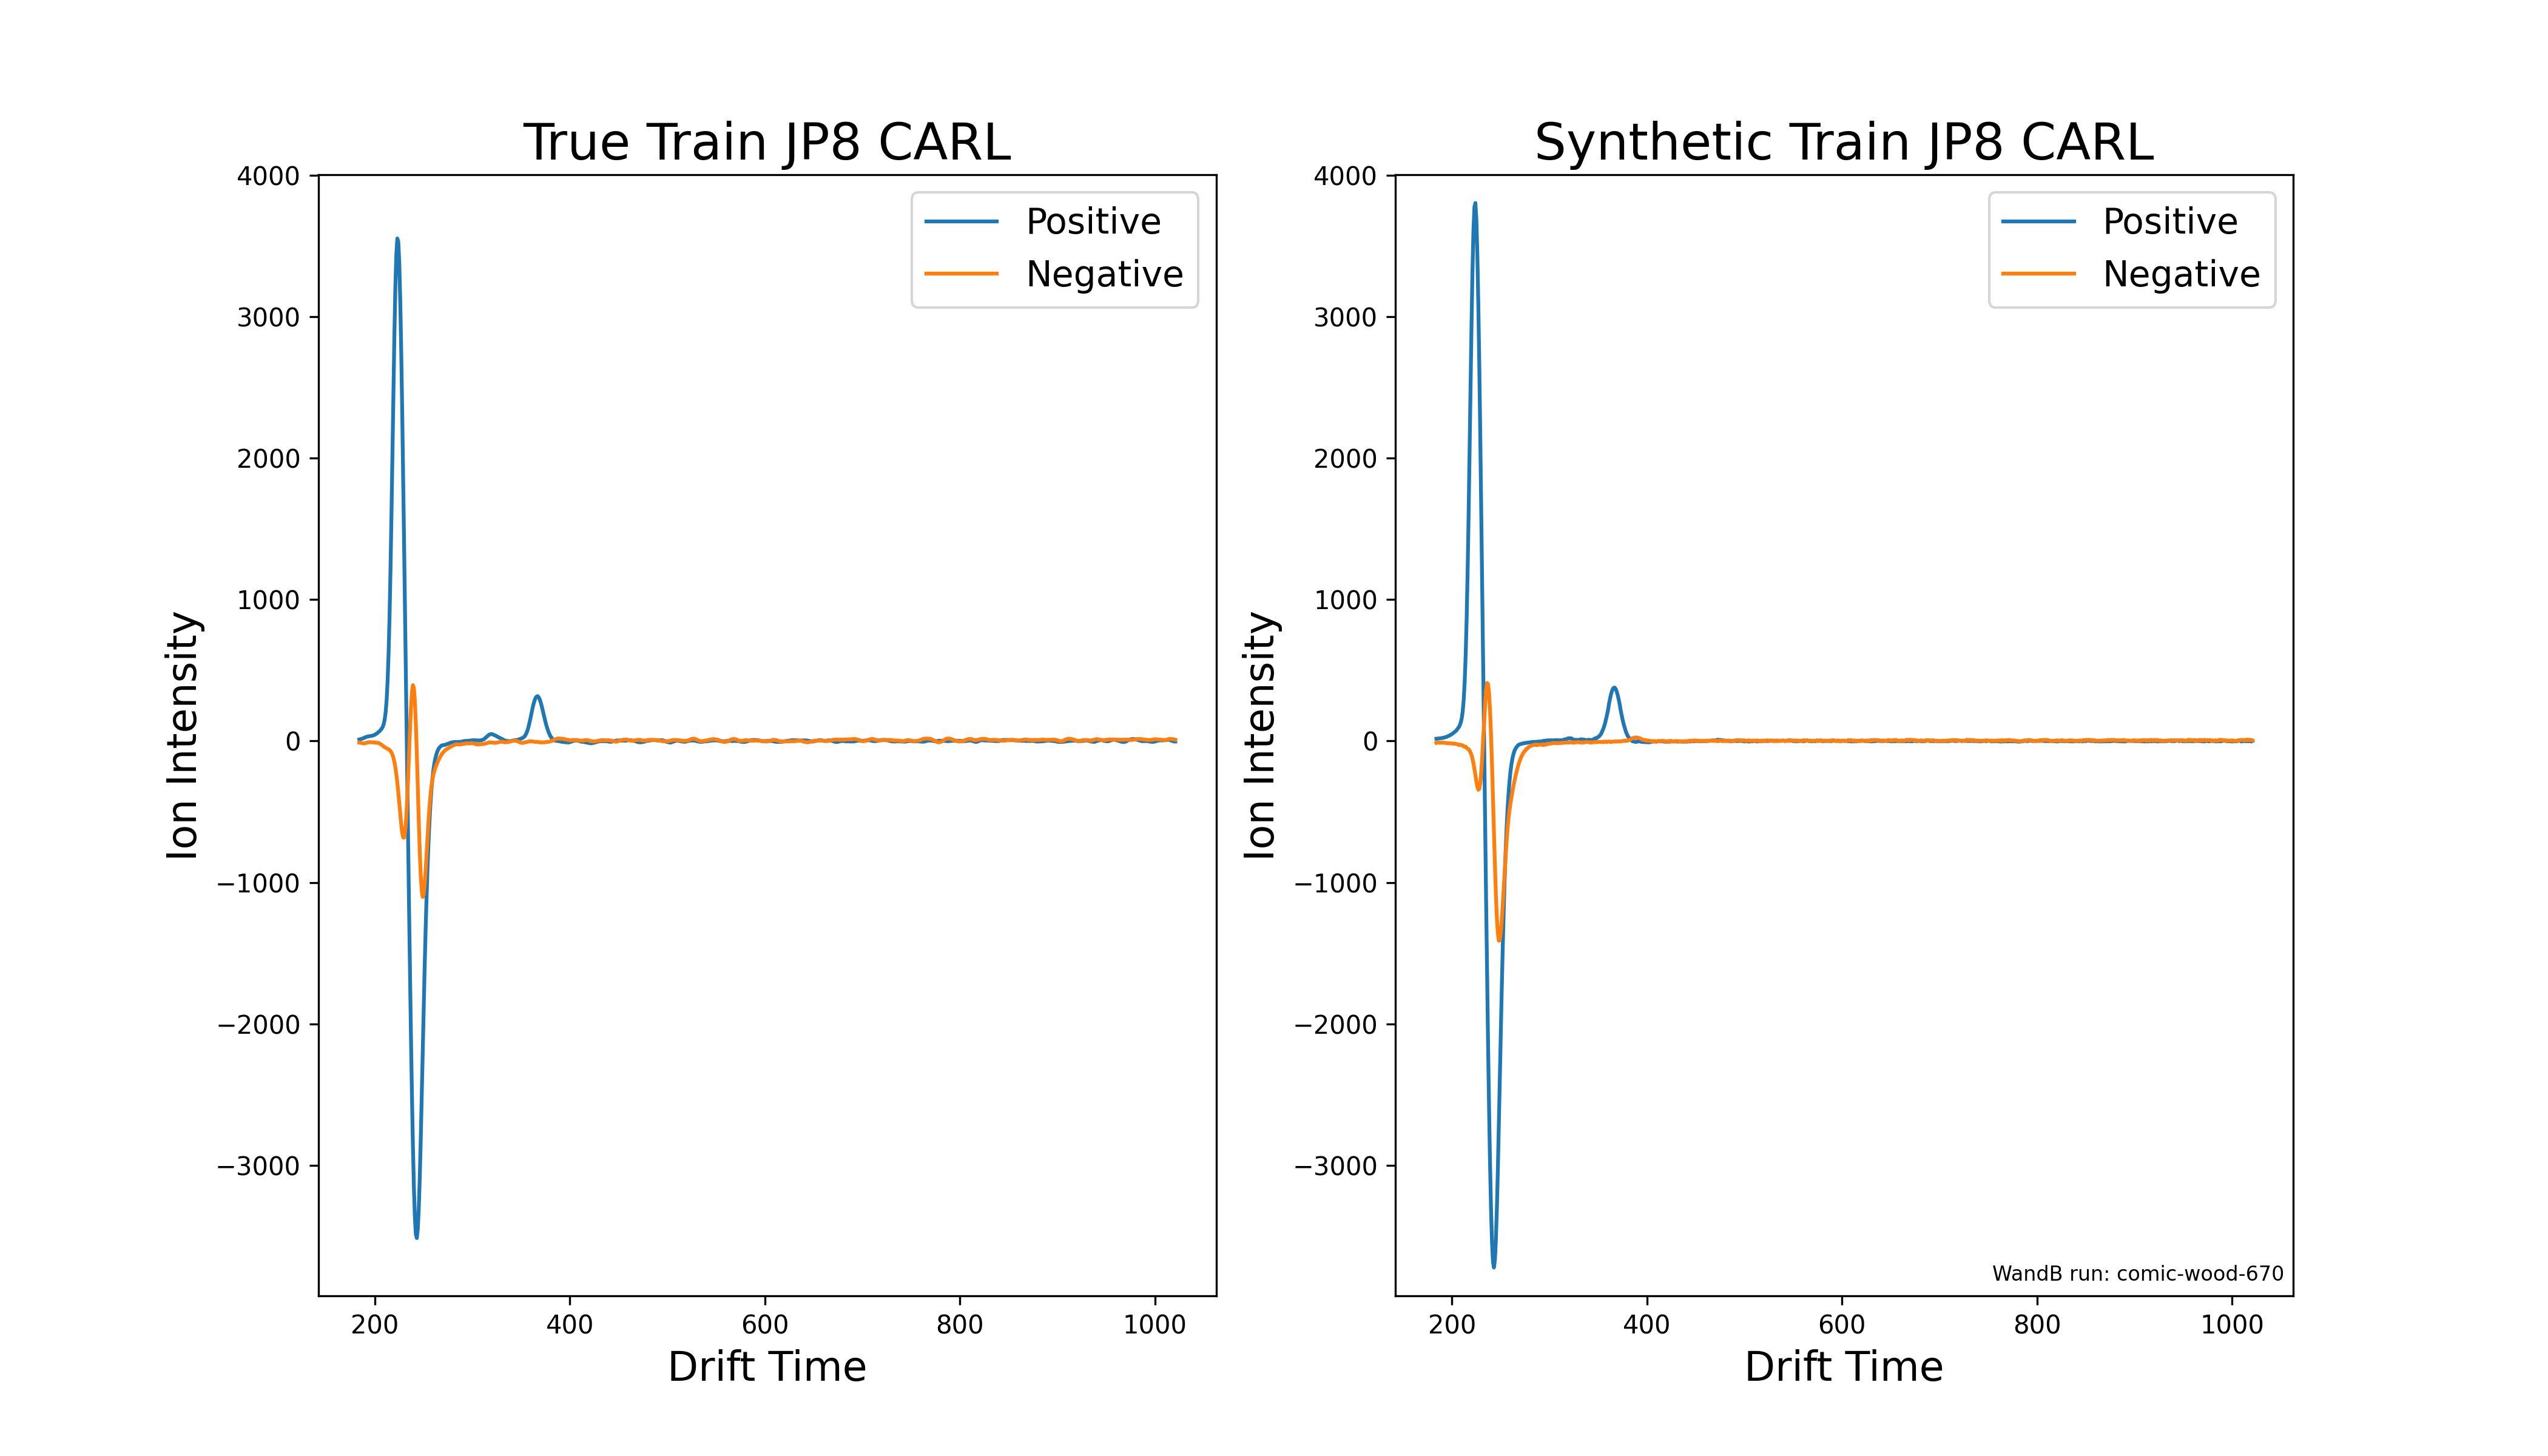 True Train JP8 CARL
4000
3000
2000
1000
0
−1000
−2000
−3000
Ion Intensity
Positive
Negative
200
400
600
800
1000
Drift Time
Synthetic Train JP8 CARL
4000
3000
2000
1000
0
−1000
−2000
−3000
Ion Intensity
Positive
Negative
WandB run: comic-wood-670
200
400
600
800
1000
Drift Time